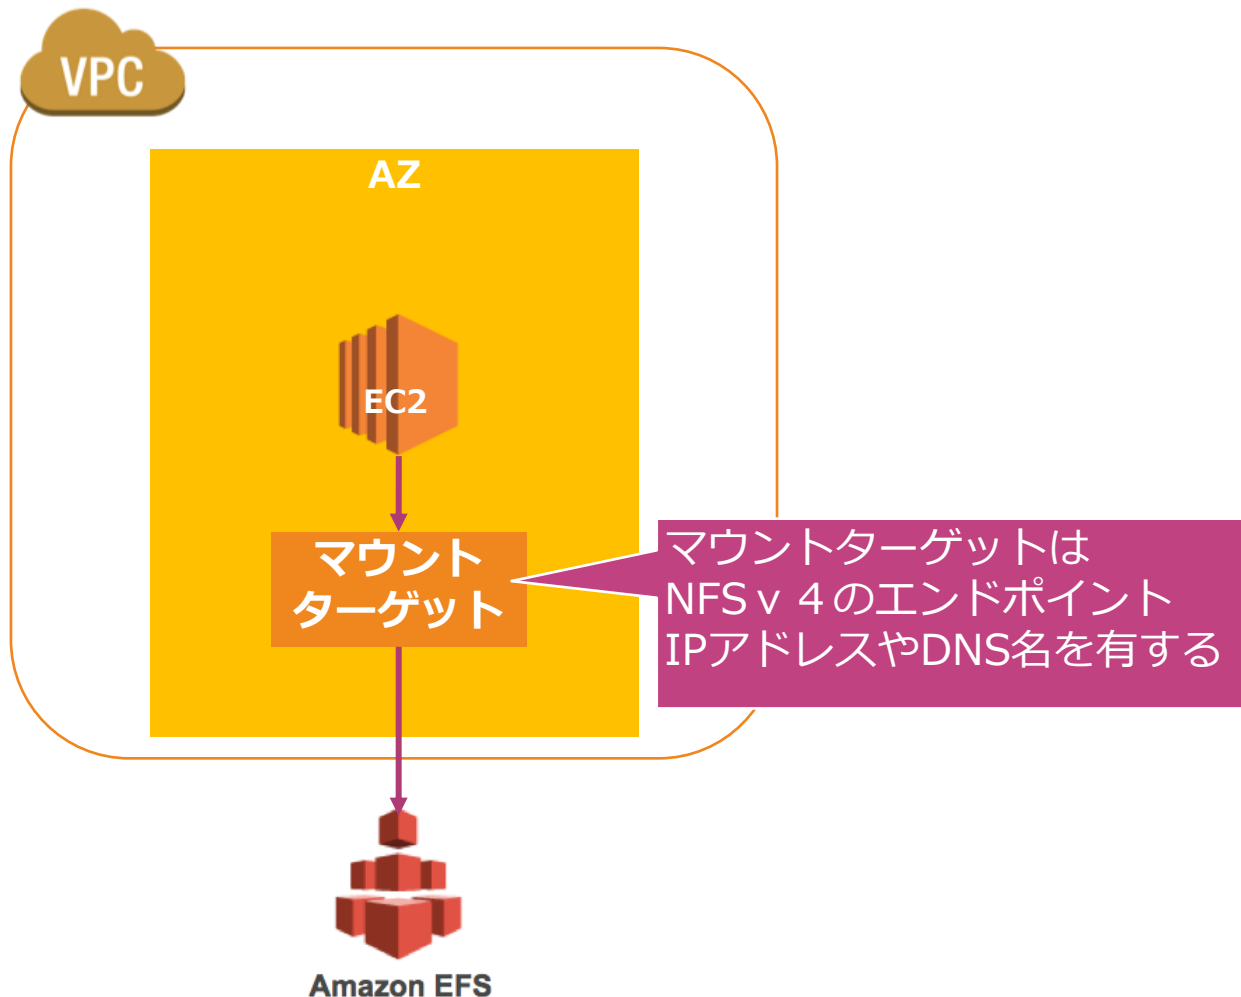 VPC
AZ
EC2
マウント
ターゲット
マウントターゲットは
NFSｖ４のエンドポイント
IPアドレスやDNS名を有する
Amazon EFS